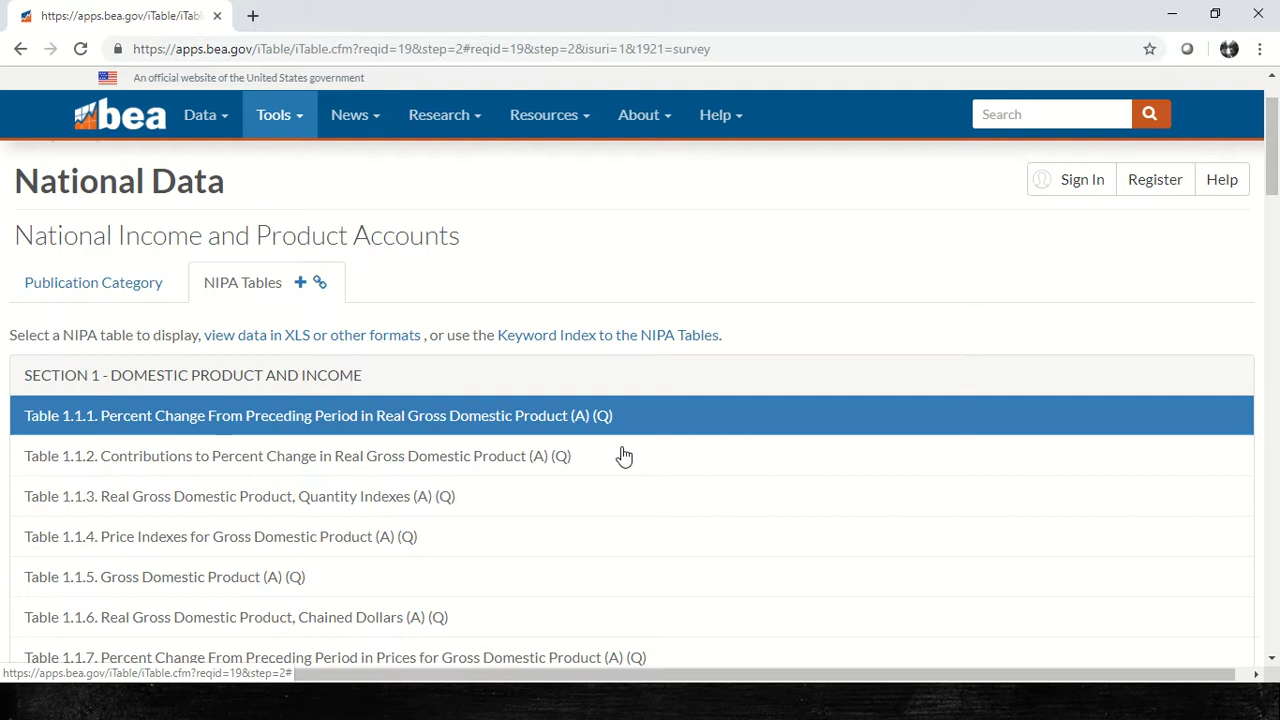 https://apps.bea.gov/iTable/iTab
https://apps.bea.gov/iTable/iTable.cfm?reqid=19&step=2#reqid=19&step=2&isuri=1&1921=survey
An official website of the United States government
bea Data Tools News Research Resources About Help Search
National Data
Sign In Register Help
National Income and Product Accounts
Publication Category NIPA Tables
Select a NIPA table to display, view data in XLS or other formats , or use the Keyword Index to the NIPA Tables.
SECTION 1 - DOMESTIC PRODUCT AND INCOME
Table 1.1.1. Percent Change From Preceding Period in Real Gross Domestic Product (A) (Q)
Table 1.1.2. Contributions to Percent Change in Real Gross Domestic Product (A) (Q)
Table 1.1.3. Real Gross Domestic Product, Quantity Indexes (A) (Q)
Table 1.1.4. Price Indexes for Gross Domestic Product (A) (Q)
Table 1.1.5. Gross Domestic Product (A) (Q)
Table 1.1.6. Real Gross Domestic Product, Chained Dollars (A) (Q)
Table 1.1.7. Percent Change From Preceding Period in Prices for Gross Domestic Product (A) (Q)
https://apps.bea.gov/iTable/iTable.cfm?reqid=19&step=2#